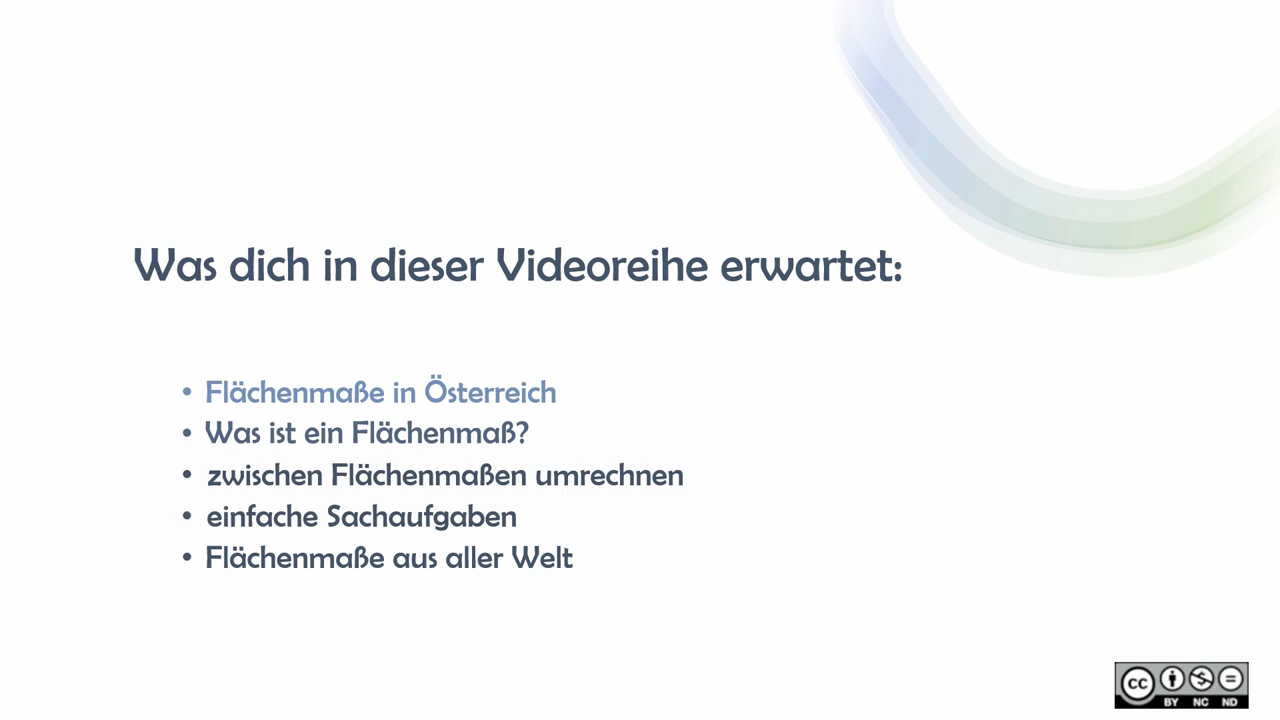 Was dich in dieser Videoreihe erwartet:
• Flächenmaße in Österreich
• Was ist ein Flächenmaß?
• zwischen Flächenmaßen umrechnen
• einfache Sachaufgaben
• Flächenmaße aus aller Welt
cc
BY NC ND